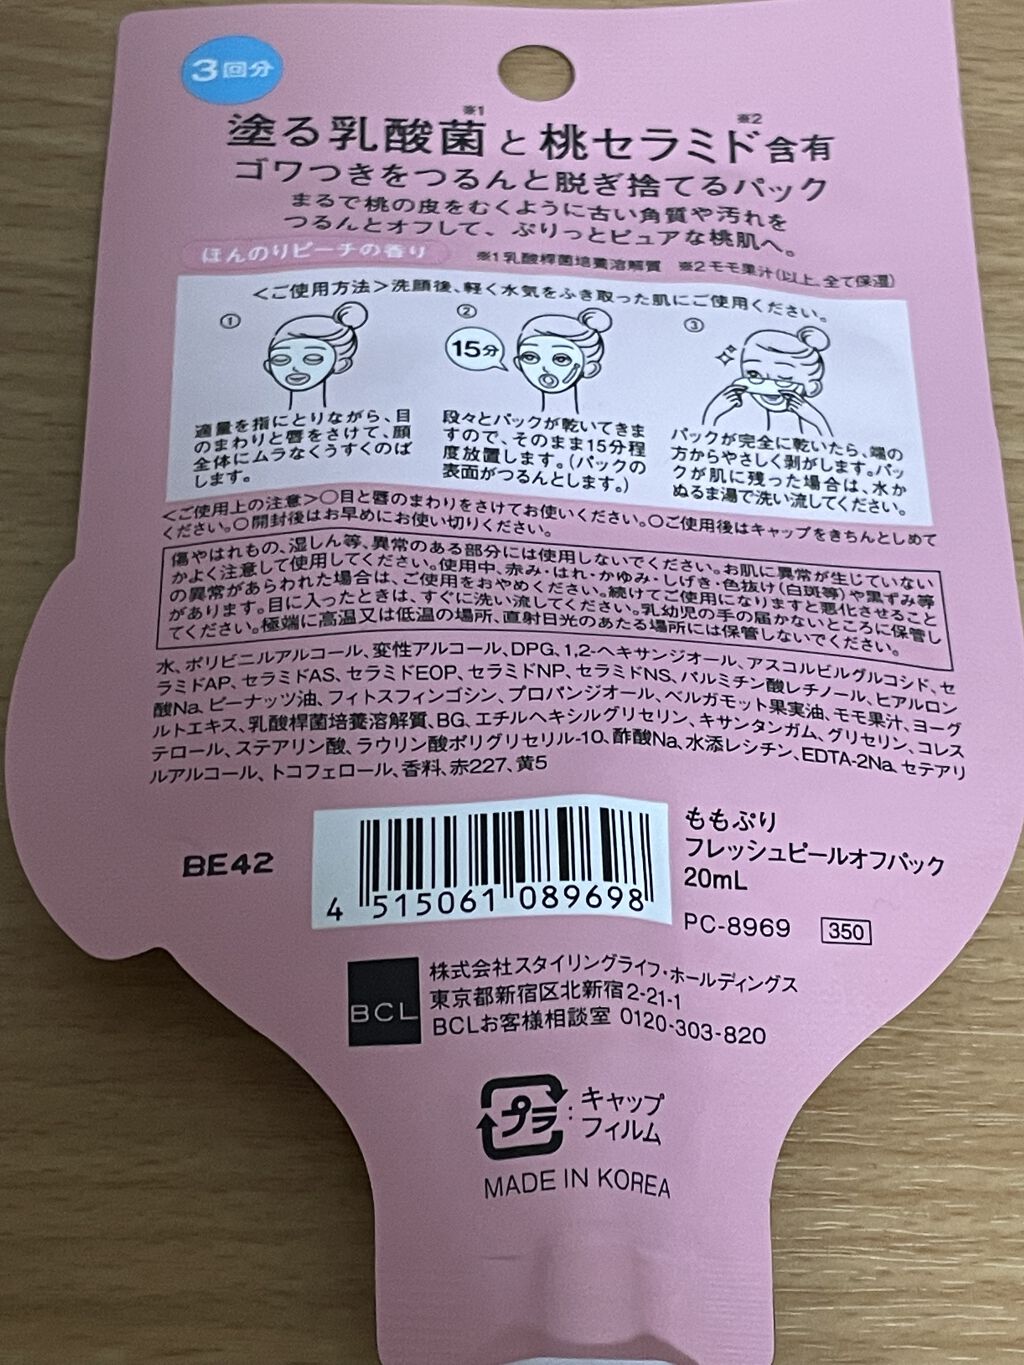 3回分
塗る乳酸菌※1と桃セラミド※2含有
ゴワつきをつるんと脱ぎ捨てるパック
まるで桃の皮をむくように古い角質や汚れを
つるんとオフして、ぷりっとピュアな桃肌へ。
ほんのりピーチの香り
※1乳酸桿菌培養溶解質 ※2モモ果汁(以上、全て保湿)
<ご使用方法>洗顔後、軽く水気をふき取った肌にご使用ください。
①
適量を指にとりながら、目
のまわりと唇をさけて、顔
全体にムラなくうすくのば
します。
②
15分
段々とパックが乾いてきま
すので、そのまま15分程
度放置します。(パックの
表面がつるんとします。)
③
パックが完全に乾いたら、端の
方からやさしく剥がします。パッ
クが肌に残った場合は、水か
ぬるま湯で洗い流してください。
<ご使用上の注意>○目と唇のまわりをさけてお使いください。○ご使用後はキャップをきちんとしめて
ください。○開封後はお早めにお使い切りください。
傷やはれもの、湿しん等、異常のある部分には使用しないでください。お肌に異常が生じていない
かよく注意して使用してください。使用中、赤み・はれ・かゆみ・しげき・色抜け(白斑等)や黒ずみ等
の異常があらわれた場合は、ご使用をおやめください。続けてご使用になりますと悪化させること
があります。目に入ったときは、すぐに洗い流してください。乳幼児の手の届かないところに保管し
てください。極端に高温又は低温の場所、直射日光のあたる場所には保管しないでください。
水、ポリビニルアルコール、変性アルコール、DPG、1,2-ヘキサンジオール、アスコルビルグルコシド、セ
ラミドAP、セラミドAS、セラミドEOP、セラミドNP、セラミドNS、パルミチン酸レチノール、ヒアルロン
酸Na、ピーナッツ油、フィトスフィンゴシン、プロパンジオール、ベルガモット果実油、モモ果汁、ヨーグ
ルトエキス、乳酸桿菌培養溶解質、BG、エチルヘキシルグリセリン、キサンタンガム、グリセリン、コレス
テロール、ステアリン酸、ラウリン酸ポリグリセリル-10、酢酸Na、水添レシチン、EDTA-2Na、セテアリ
ルアルコール、トコフェロール、香料、赤227、黄5
BE42
4 515061 089698
ももぷり
フレッシュピールオフパック
20mL
PC-8969 350
BCL
株式会社スタイリングライフ・ホールディングス
東京都新宿区北新宿2-21-1
BCLお客様相談室 0120-303-820
プラ:キャップ
フィルム
MADE IN KOREA